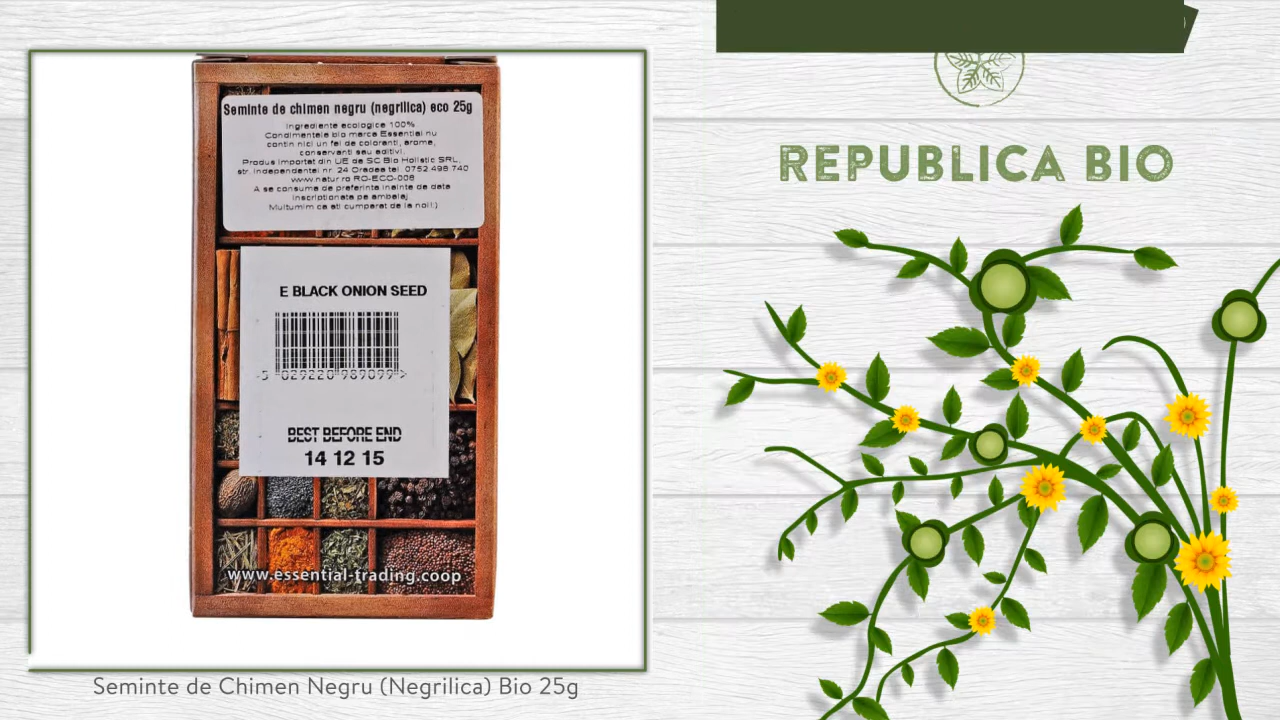 REPUBLICA BIO
Seminte de chimen negru (negrilica) eco 25g
Ingrediente ecologice 100%
Condimentele bio marca Essential nu
contin nici un fel de coloranti, arome,
conservanti sau aditivi.
Produs importat din UE de SC Bio Holistic SRL,
str. Independentei nr. 24 Oradea tel. 0752 498 740
www.natur.ro RO-ECO-008
A se consuma de preferinta inainte de data
inscriptionata pe ambalaj
Multumim ca ati cumparat de la noi!:)
E BLACK ONION SEED
5 029220 989099 >
BEST BEFORE END
14 12 15
www.essential-trading.coop
Seminte de Chimen Negru (Negrilica) Bio 25g